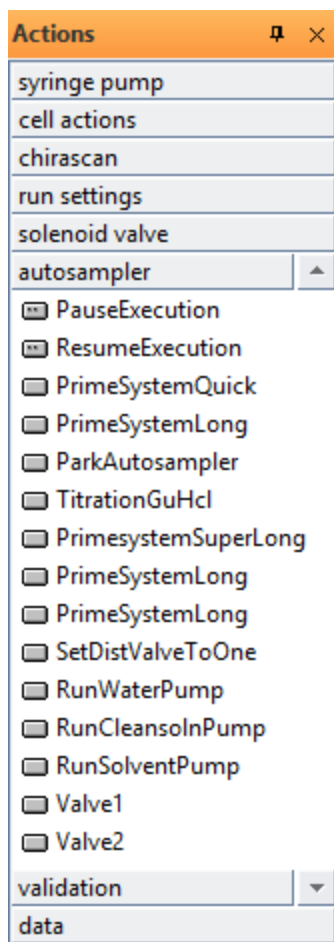 Actions
syringe pump
cell actions
chirascan
run settings
solenoid valve
autosampler
PauseExecution
ResumeExecution
PrimeSystemQuick
PrimeSystemLong
ParkAutosampler
TitrationGuHcl
PrimesystemSuperLong
PrimeSystemLong
PrimeSystemLong
SetDistValveToOne
RunWaterPump
RunCleansolnPump
RunSolventPump
Valve1
Valve2
validation
data